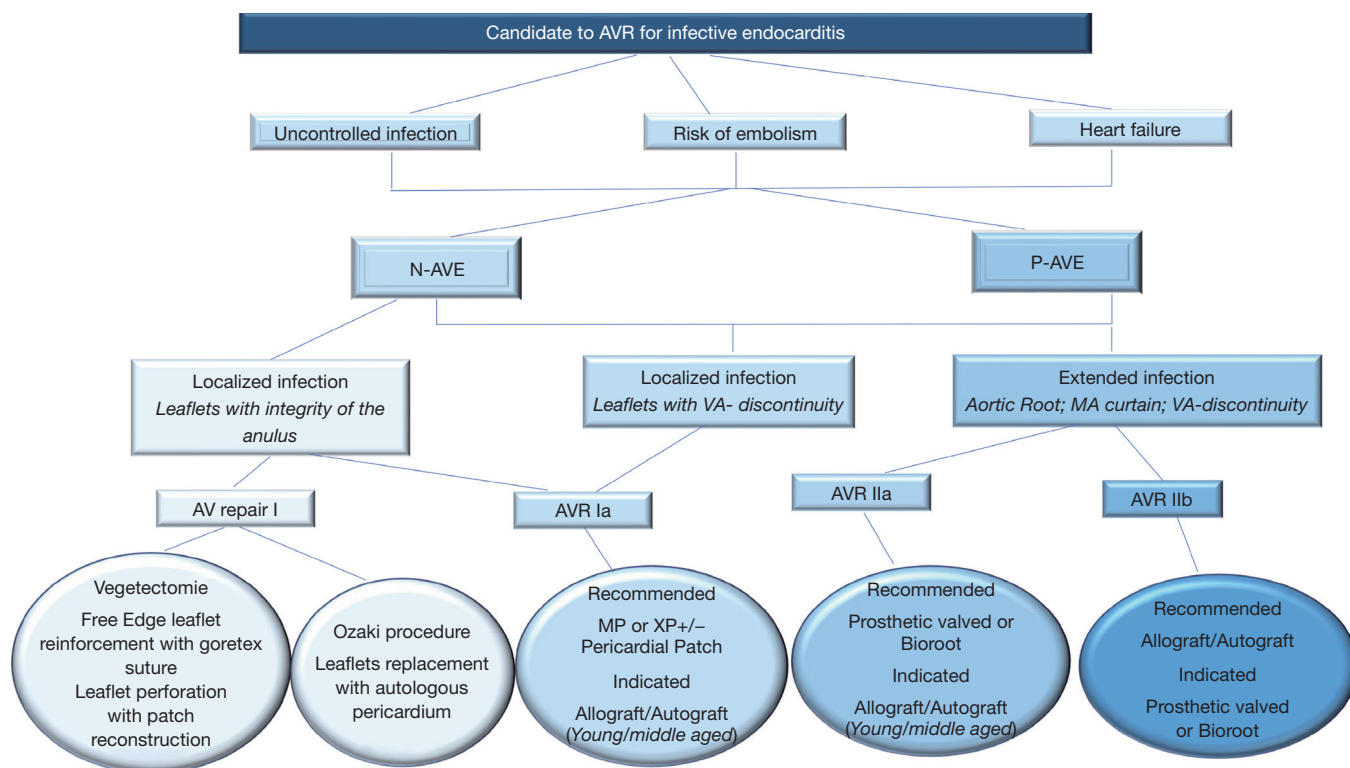 Candidate to AVR for infective endocarditis
Uncontrolled infection
Risk of embolism
Heart failure
N-AVE
P-AVE
Localized infection
Leaflets with integrity of the
anulus
Localized infection
Leaflets with VA- discontinuity
Extended infection
Aortic Root; MA curtain; VA-discontinuity
AV repair I
AVR Ia
AVR IIa
AVR IIb
Vegetectomie
Free Edge leaflet
reinforcement with goretex
suture
Leaflet perforation
with patch
reconstruction
Ozaki procedure
Leaflets replacement
with autologous
pericardium
Recommended
MP or XP+/–
Pericardial Patch
Indicated
Allograft/Autograft
(Young/middle aged)
Recommended
Prosthetic valved or
Bioroot
Indicated
Allograft/Autograft
(Young/middle aged)
Recommended
Allograft/Autograft
Indicated
Prosthetic valved
or Bioroot